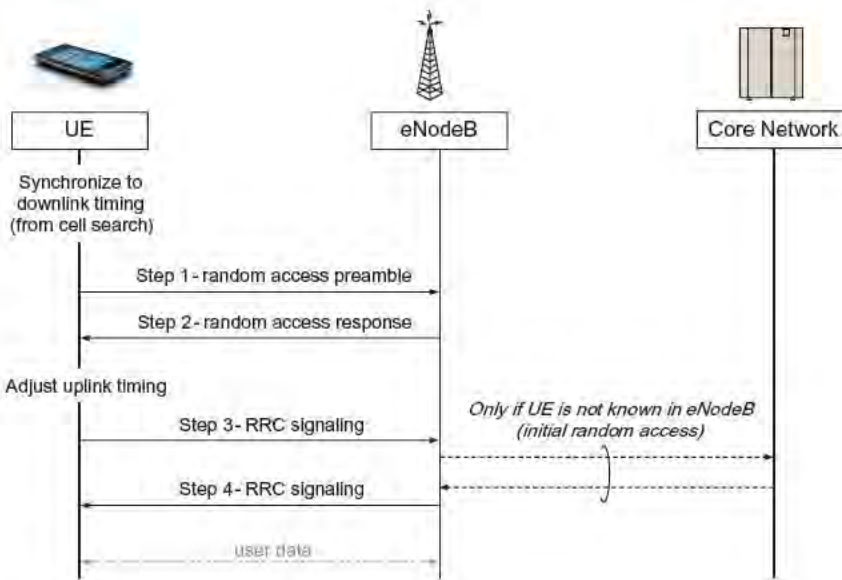 UE
eNodeB
Core Network
Synchronize to
downlink timing
(from cell search)
Step 1- random access preamble
Step 2- random access response
Adjust uplink timing
Step 3- RRC signaling
Only if UE is not known in eNodeB
(initial random access)
Step 4- RRC signaling
user data